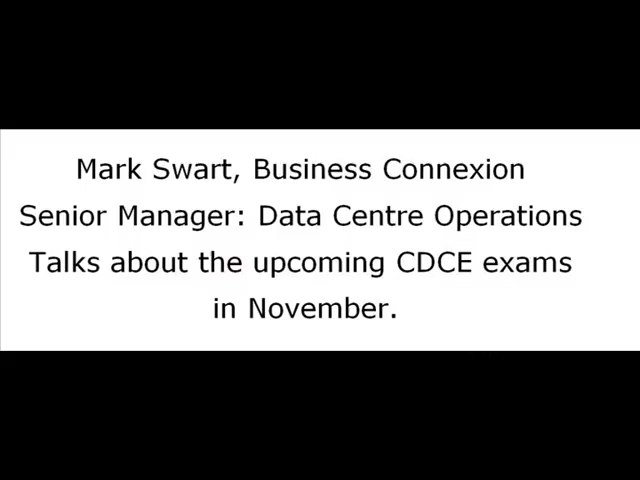 Mark Swart, Business Connexion
Senior Manager: Data Centre Operations
Talks about the upcoming CDCE exams
in November.